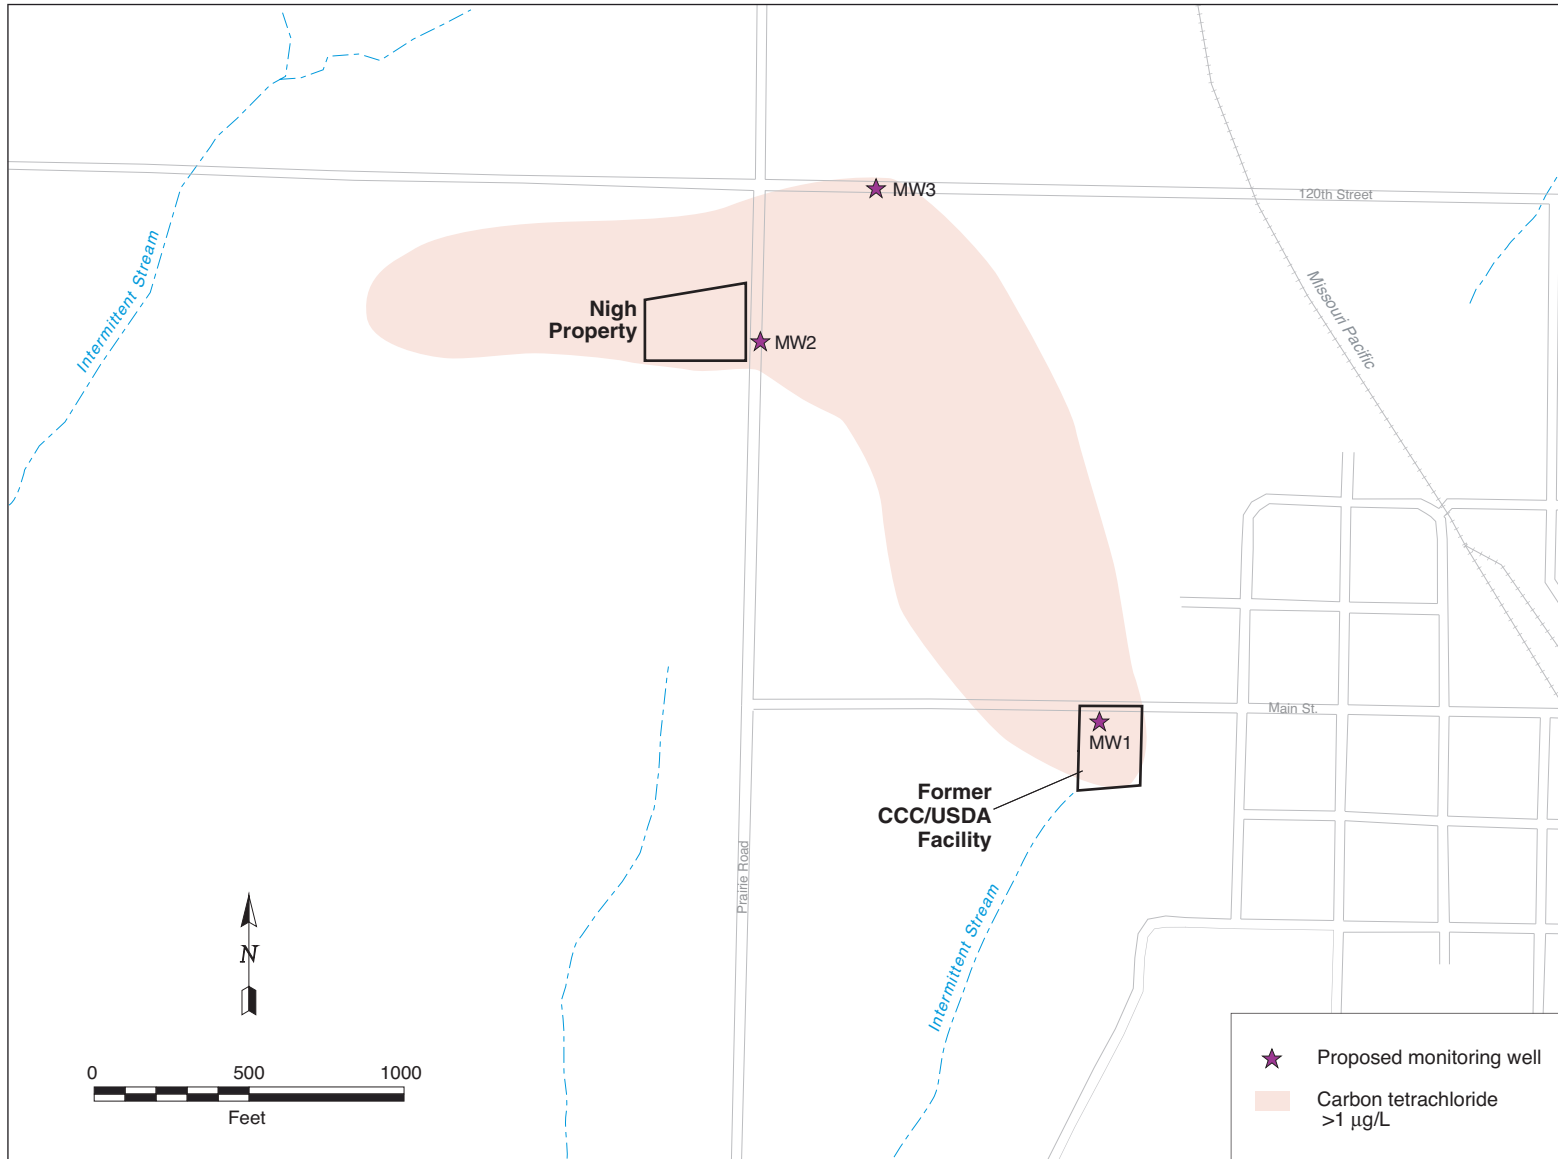 MW3
120th Street
Intermittent Stream
Missouri Pacific
Nigh
Property
MW2
Main St.
MW1
Former
CCC/USDA
Facility
Prairie Road
Intermittent Stream
N
0 500 1000
Feet
Proposed monitoring well
Carbon tetrachloride
>1 µg/L